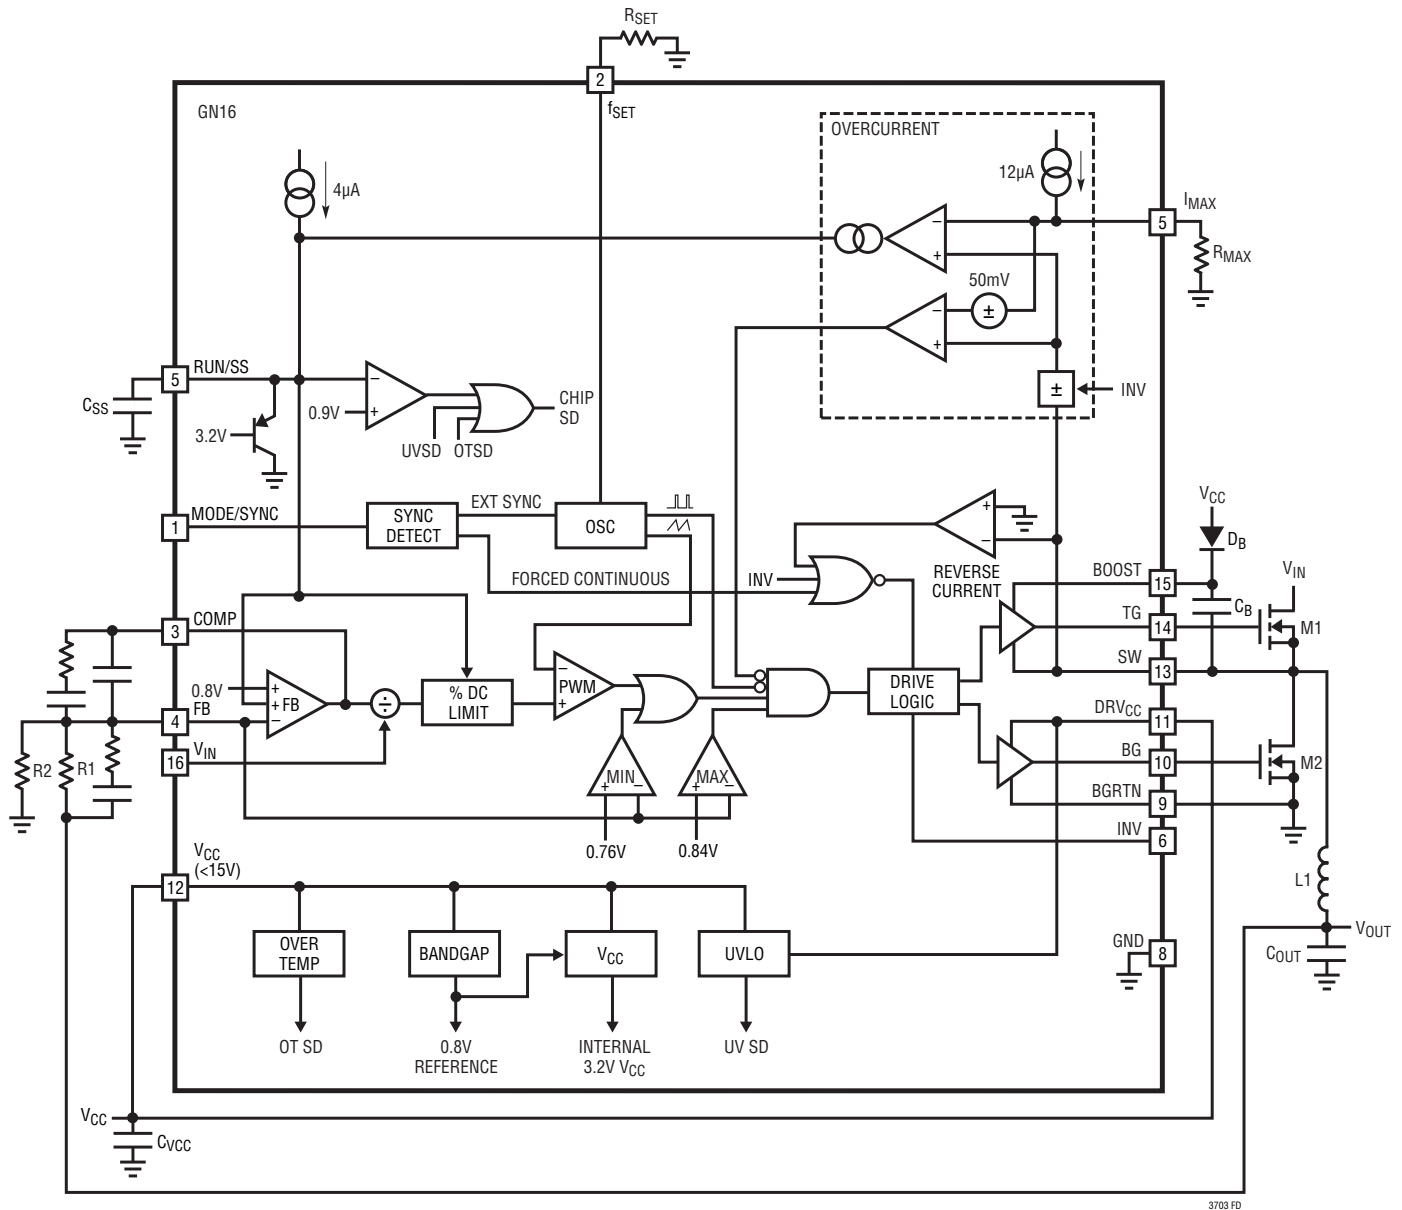 RSET
2
fSET
GN16
OVERCURRENT
4µA
12µA
IMAX
5
RMAX
–
+
50mV
±
–
+
±
INV
RUN/SS
5
CSS
–
0.9V
+
3.2V
CHIP
SD
UVSD
OTSD
MODE/SYNC
1
SYNC
DETECT
EXT SYNC
OSC
FORCED CONTINUOUS
INV
+
–
REVERSE
CURRENT
VCC
DB
BOOST
15
CB
VIN
TG
14
M1
SW
13
COMP
3
0.8V
FB
4
+
+
–
FB
÷
% DC
LIMIT
–
PWM
+
DRIVE
LOGIC
DRVCC
11
BG
10
M2
BGRTN
9
INV
6
VIN
16
R2
R1
MIN
+ –
MAX
+ –
0.76V
0.84V
VCC
(<15V)
12
OVER
TEMP
BANDGAP
VCC
UVLO
GND
8
L1
VOUT
COUT
OT SD
0.8V
REFERENCE
INTERNAL
3.2V VCC
UV SD
VCC
CVCC
3703 FD